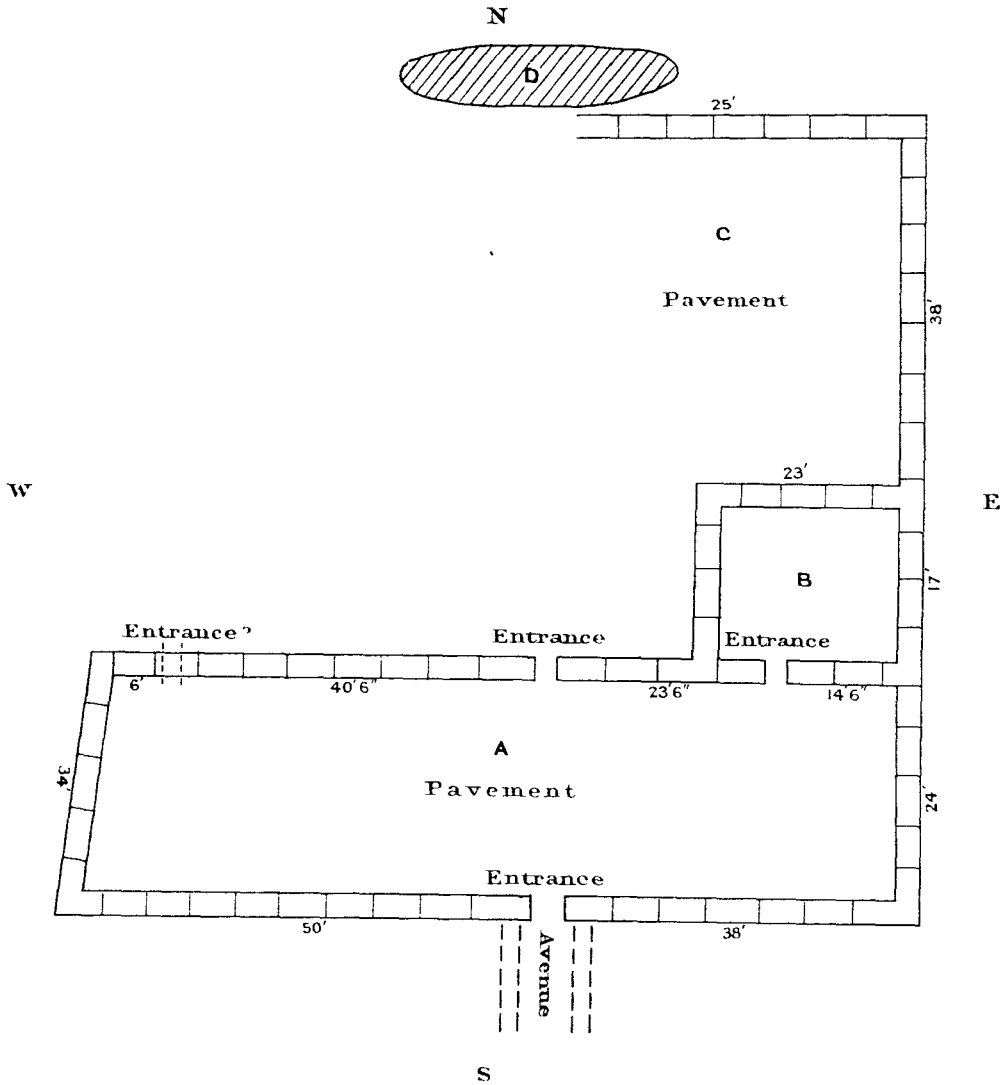 N
D
25'
C
Pavement
38'
W
23'
E
B
17'
Entrance?
Entrance
Entrance
6'
40'6"
23'6"
14'6"
A
34'
Pavement
24'
Entrance
50'
Avenue
38'
S